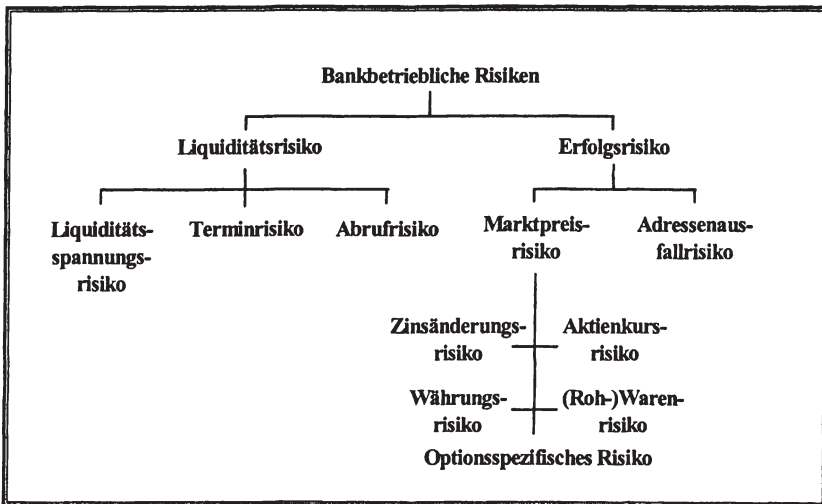 Bankbetriebliche Risiken
Liquiditätsrisiko
Erfolgsrisiko
Liquiditäts-
spannungs-
risiko
Terminrisiko
Abrufrisiko
Marktpreis-
risiko
Adressenaus-
fallrisiko
Zinsänderungs-
risiko
Aktienkurs-
risiko
Währungs-
risiko
(Roh-)Waren-
risiko
Optionsspezifisches Risiko